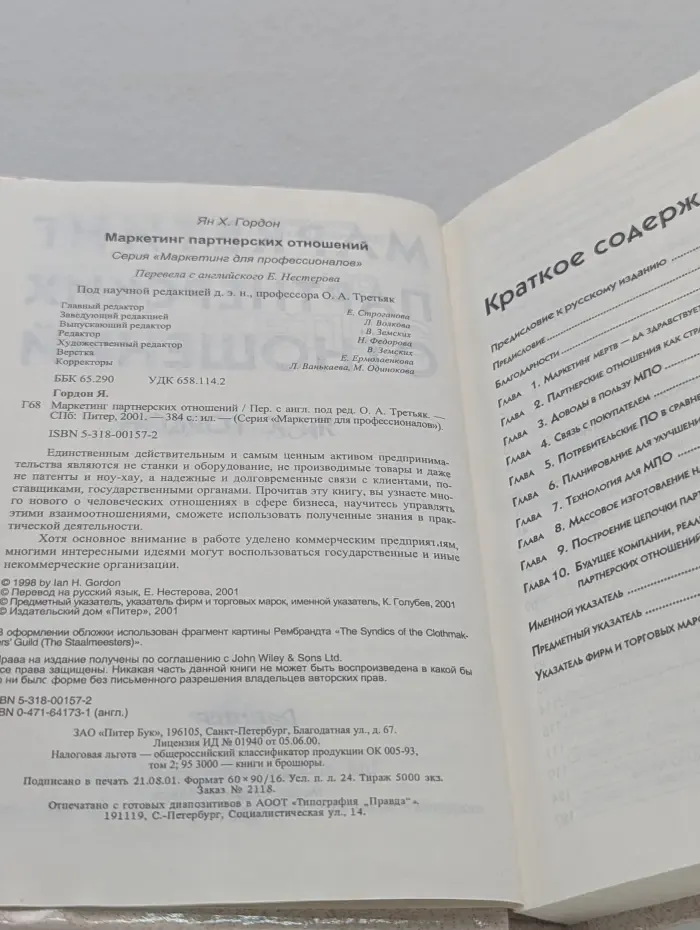 Ян Х. Гордон
Маркетинг партнерских отношений
Серия «Маркетинг для профессионалов»
Перевела с английского Е. Нестерова
Под научной редакцией д. э. н., профессора О. А. Третьяк
Главный редактор Е. Строганова
Заведующий редакцией Л. Волкова
Выпускающий редактор В. Земских
Редактор Н. Федорова
Художественный редактор В. Земских
Верстка Е. Ермолаенкова
Корректоры Л. Ванькаева, М. Одинокова
ББК 65.290 УДК 658.114.2
Гордон Я.
Г68 Маркетинг партнерских отношений / Пер. с англ. под ред. О. А. Третьяк. —
СПб: Питер, 2001. — 384 с.: ил — (Серия «Маркетинг для профессионалов»).
ISBN 5-318-00157-2
Единственным действительным и самым ценным активом предпринима-
тельства являются не станки и оборудование, не производимые товары и даже
не патенты и ноу-хау, а надежные и долговременные связи с клиентами, по-
ставщиками, государственными органами. Прочитав эту книгу, вы узнаете мно-
го нового о человеческих отношениях в сфере бизнеса, научитесь управлять
этими взаимоотношениями, сможете использовать полученные знания в прак-
тической деятельности.
Хотя основное внимание в работе уделено коммерческим предприятиям,
многими интересными идеями могут воспользоваться государственные и иные
некоммерческие организации.
© 1998 by Ian H. Gordon
© Перевод на русский язык, Е. Нестерова, 2001
© Предметный указатель, указатель фирм и торговых марок, именной указатель, К. Голубев, 2001
© Издательский дом «Питер», 2001
В оформлении обложки использован фрагмент картины Рембрандта «The Syndics of the Clothmak-
ers' Guild (The Staalmeesters)».
Права на издание получены по соглашению с John Wiley & Sons Ltd.
се права защищены. Никакая часть данной книги не может быть воспроизведена в какой бы
о ни было форме без письменного разрешения владельцев авторских прав.
BN 5-318-00157-2
BN 0-471-64173-1 (англ.)
ЗАО «Питер Бук», 196105, Санкт-Петербург, Благодатная ул., д. 67.
Лицензия ИД № 01940 от 05.06.00.
Налоговая льгота — общероссийский классификатор продукции ОК 005-93,
том 2; 95 3000 — книги и брошюры.
Подписано в печать 21.08.01. Формат 60×90/16. Усл. п. л. 24. Тираж 5000 экз.
Заказ № 2118.
Отпечатано с готовых диапозитивов в АООТ «Типография „Правда“».
191119, С.-Петербург, Социалистическая ул., 14.
Краткое содерж
Предисловие к русскому изданию
Предисловие
Благодарности
Глава 1. Маркетинг мертв — да здравствуе
Глава 2. Партнерские отношения как стр
Глава 3. Доводы в пользу МПО
Глава 4. Связь с покупателем
Глава 5. Потребительские ПО в сравне
Глава 6. Планирование для улучшени
Глава 7. Технология для МПО
Глава 8. Массовое изготовление н
Глава 9. Построение цепочки пар
Глава 10. Будущее компании, реал
партнерских отношений
Именной указатель
Предметный указатель
Указатель фирм и торговых маро